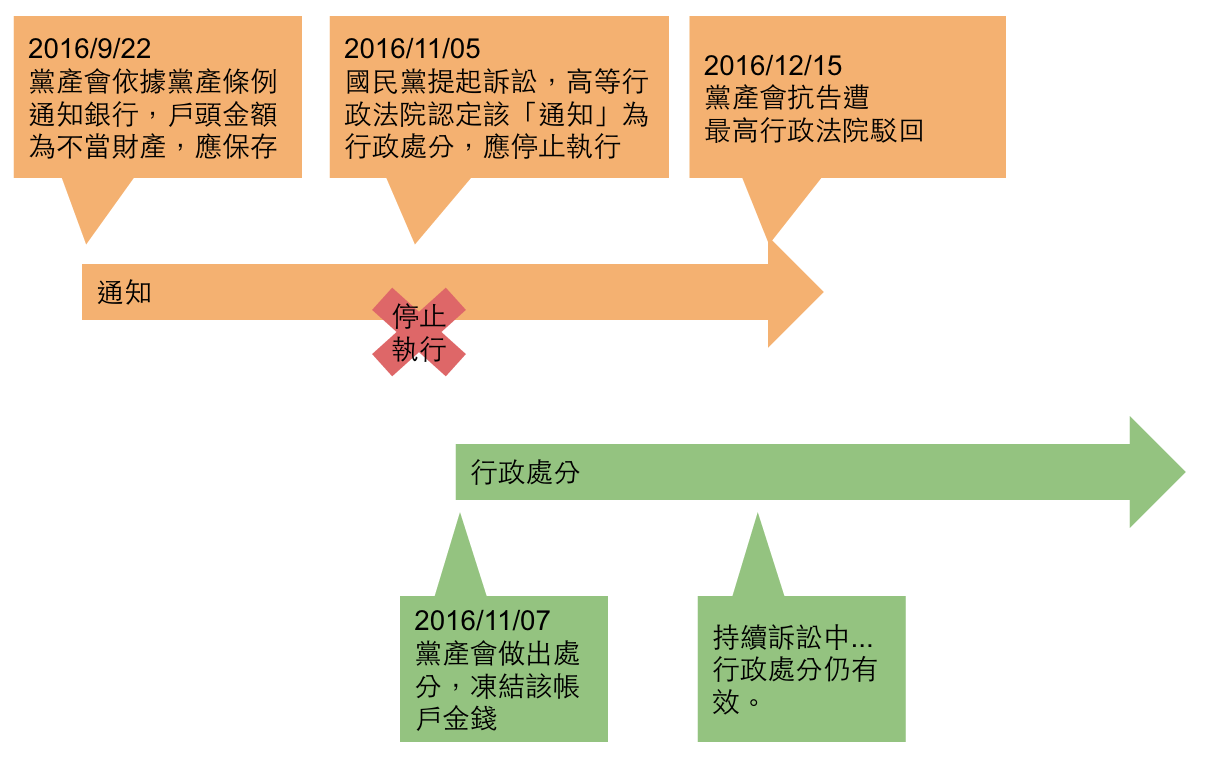 2016/9/22
黨產會依據黨產條例
通知銀行，戶頭金額
為不當財產，應保存
2016/11/05
國民黨提起訴訟，高等行
政法院認定該「通知」為
行政處分，應停止執行
2016/12/15
黨產會抗告遭
最高行政法院駁回
通知
停止
執行
行政處分
2016/11/07
黨產會做出處
分，凍結該帳
戶金錢
持續訴訟中...
行政處分仍有
效。